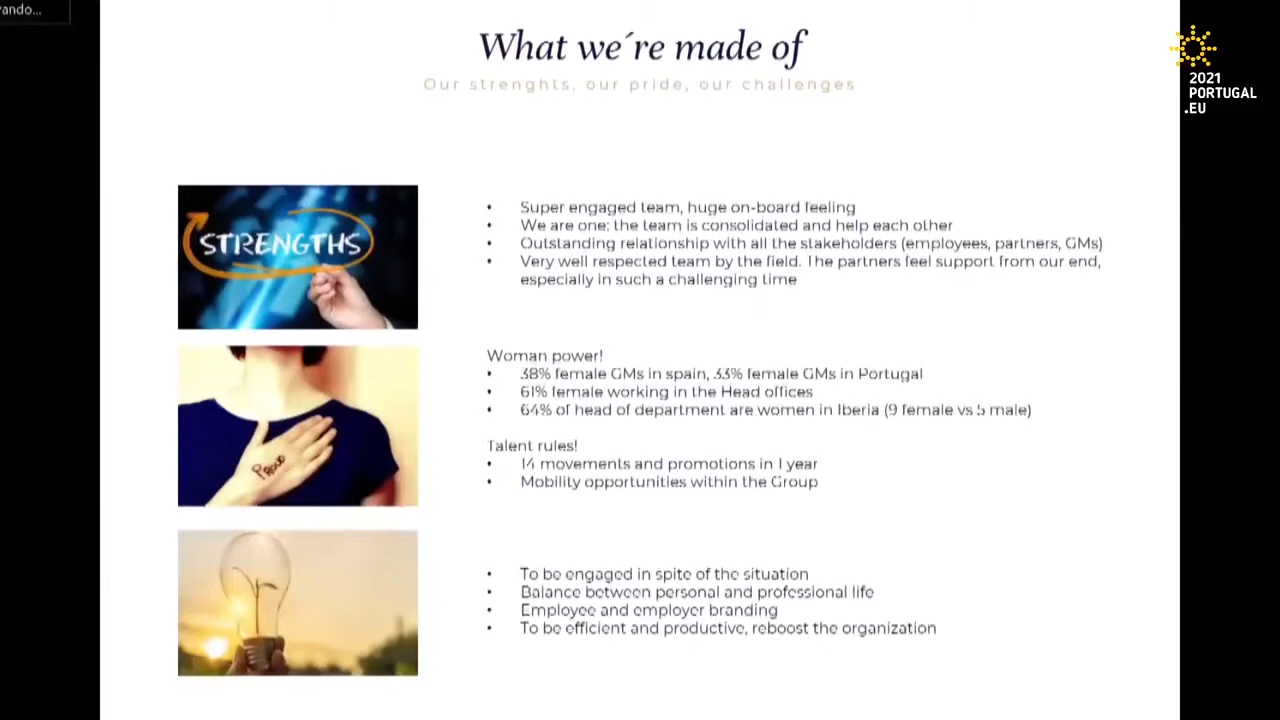 ando...
What we´re made of
Our strenghts, our pride, our challenges
2021
PORTUGAL
.EU
STRENGTHS
• Super engaged team, huge on-board feeling
• We are one: the team is consolidated and help each other
• Outstanding relationship with all the stakeholders (employees, partners, GMs)
• Very well respected team by the field. The partners feel support from our end,
especially in such a challenging time
Woman power!
• 38% female GMs in spain, 33% female GMs in Portugal
• 61% female working in the Head offices
• 64% of head of department are women in Iberia (9 female vs 5 male)
PROUD
Talent rules!
• 14 movements and promotions in 1 year
• Mobility opportunities within the Group
• To be engaged in spite of the situation
• Balance between personal and professional life
• Employee and employer branding
• To be efficient and productive, reboost the organization